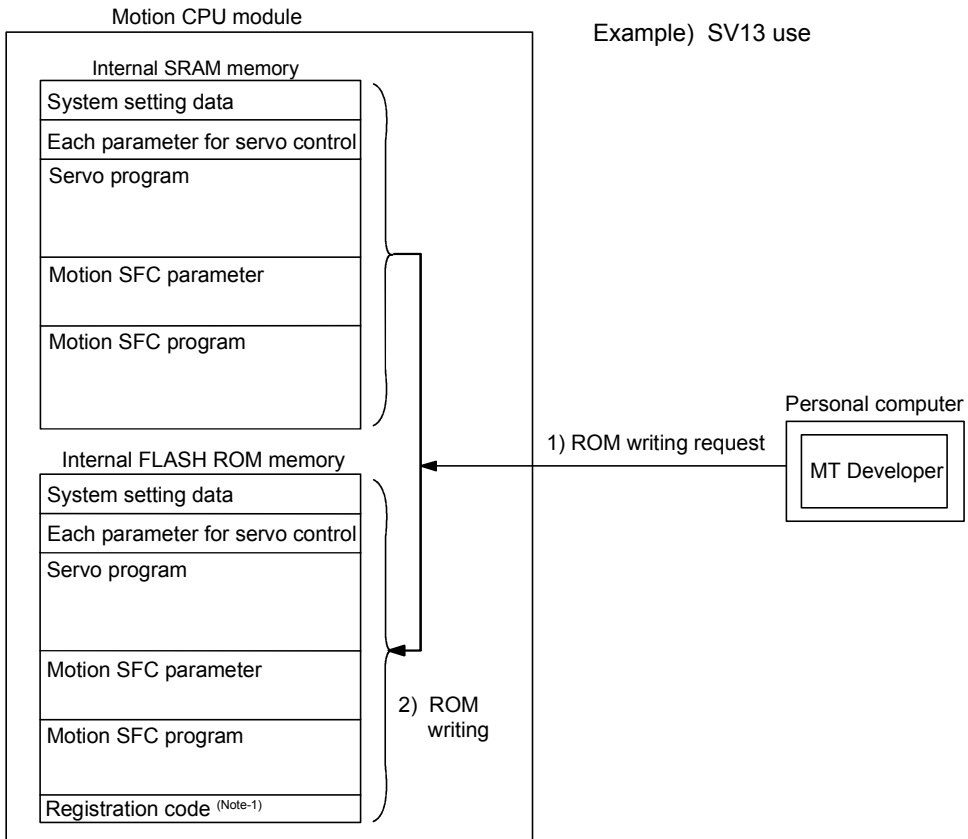 Motion CPU module
Example) SV13 use
Internal SRAM memory
System setting data
Each parameter for servo control
Servo program
Motion SFC parameter
Motion SFC program
Personal computer
MT Developer
1) ROM writing request
Internal FLASH ROM memory
System setting data
Each parameter for servo control
Servo program
Motion SFC parameter
Motion SFC program
Registration code (Note-1)
2) ROM
writing